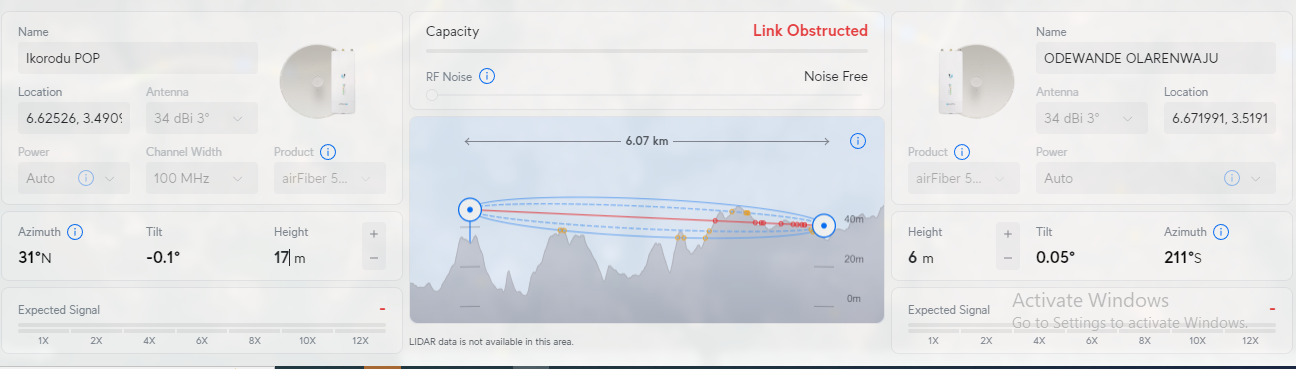 Name
Ikorodu POP
Location
Antenna
6.62526, 3.4909
34 dBi 3°
Power
Channel Width
Product
Auto
100 MHz
airFiber 5...
Azimuth
Tilt
Height
31°N
-0.1°
17 m
+
−
Expected Signal
-
1X 2X 4X 6X 8X 10X 12X
Capacity
Link Obstructed
RF Noise
Noise Free
6.07 km
40m
20m
0m
LIDAR data is not available in this area.
Name
ODEWANDE OLARENWAJU
Antenna
Location
34 dBi 3°
6.671991, 3.5191
Product
Power
airFiber 5...
Auto
Height
Tilt
Azimuth
6 m
+
−
0.05°
211°S
Expected Signal
-
1X 2X 4X 6X 8X 10X 12X
Activate Windows
Go to Settings to activate Windows.